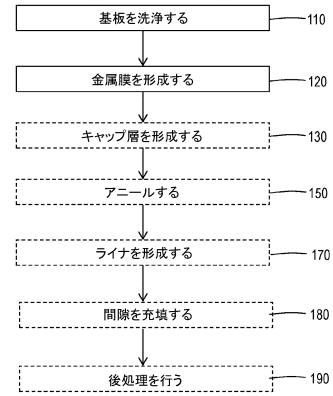 基板を洗浄する 110
金属膜を形成する 120
キャップ層を形成する 130
アニールする 150
ライナを形成する 170
間隙を充填する 180
後処理を行う 190